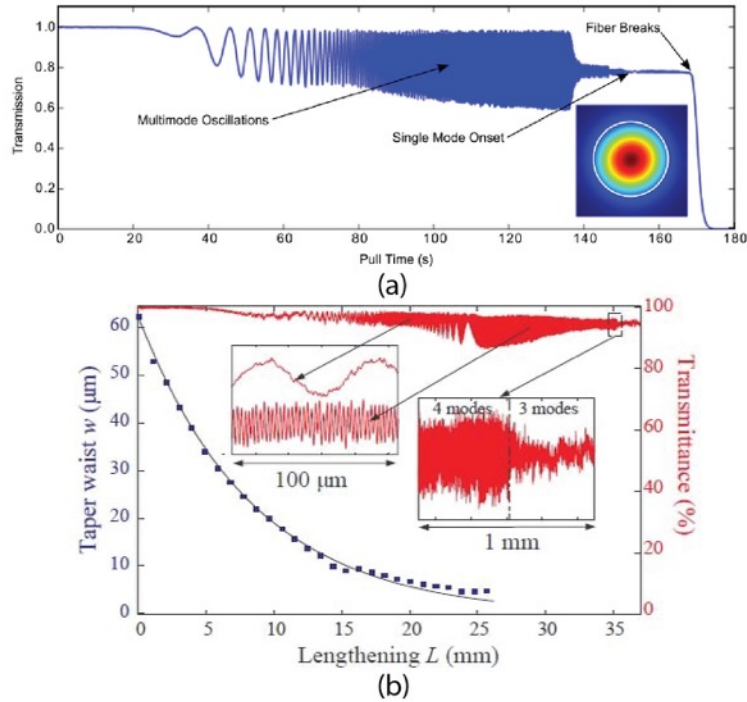 1.0
0.8
0.6
0.4
0.2
0.0
Transmission
Multimode Oscillations
Fiber Breaks
Single Mode Onset
0 20 40 60 80 100 120 140 160 180
Pull Time (s)
(a)
60
50
40
30
20
10
0
Taper waist w (μm)
100
80
60
40
20
0
Transmittance (%)
100 μm
4 modes 3 modes
1 mm
0 5 10 15 20 25 30 35
Lengthening L (mm)
(b)